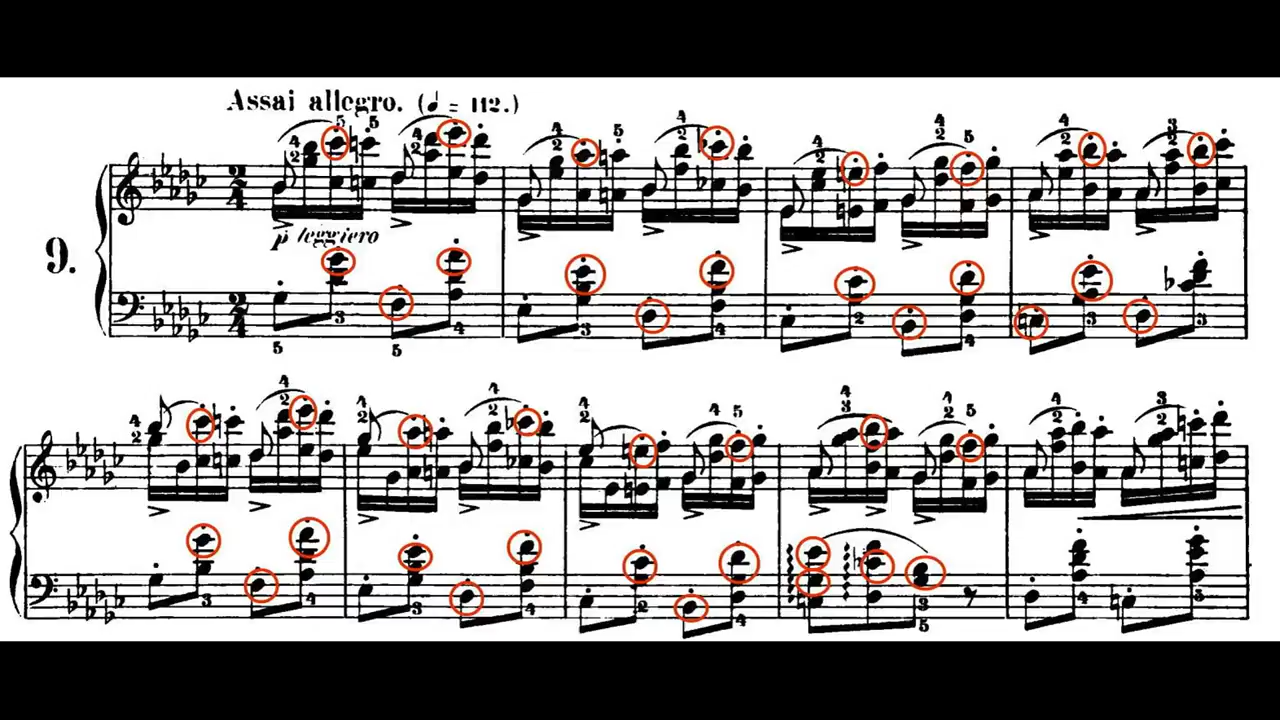 Assai allegro. (♩ = 112.)
9.
p leggiero